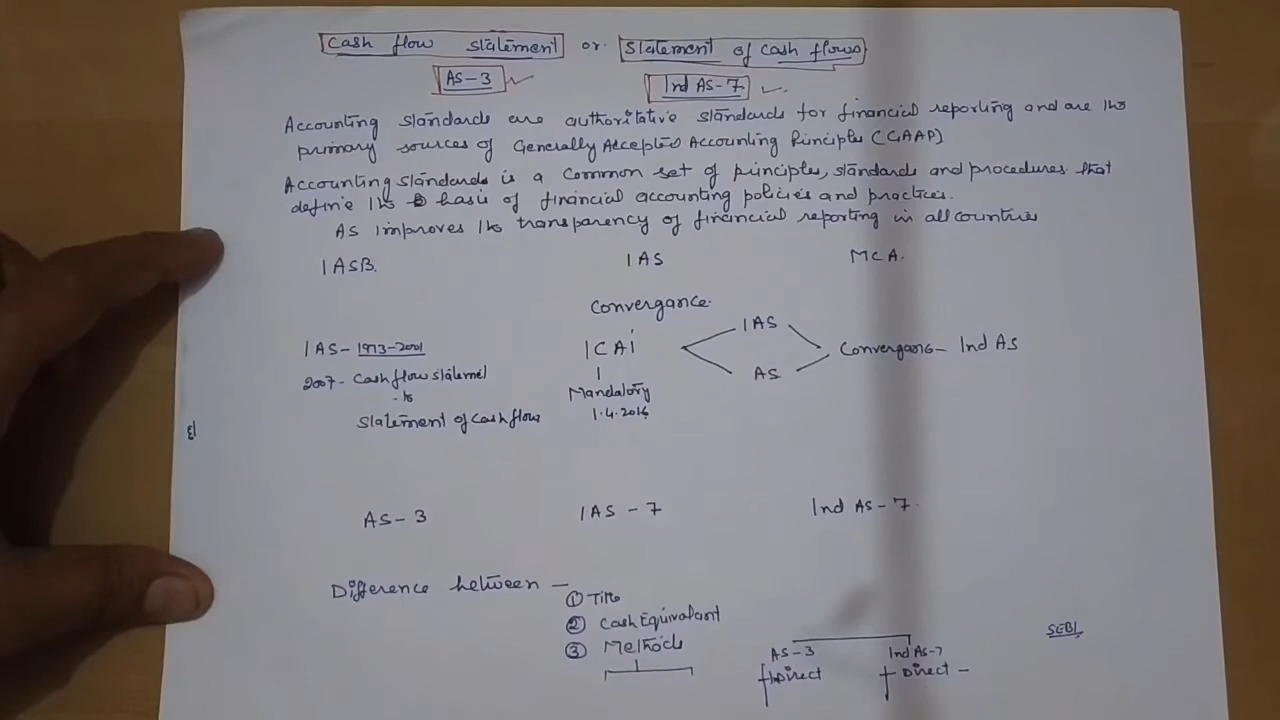 Cash flow statement or Statement of cash flows
AS-3 Ind AS-7
Accounting standards are authoritative standards for financial reporting and are the
primary sources of Generally Accepted Accounting Principles (GAAP)
Accounting standards is a common set of principles, standards and procedures that
define the basis of financial accounting policies and practices.
AS improves the transparency of financial reporting in all countries
IASB. IAS MCA.
Convergance.
IAS
IAS - 1973-2001 ICAI Convergans - Ind AS
AS
2007 - Cash flow statement
to
Mandatory
Statement of Cash flow 1.4.2016
AS-3 IAS-7 Ind AS-7.
Difference between -
① Title
② Cash Equivalant
③ Methods
SEBI
AS-3 Ind AS-7
Direct Direct -